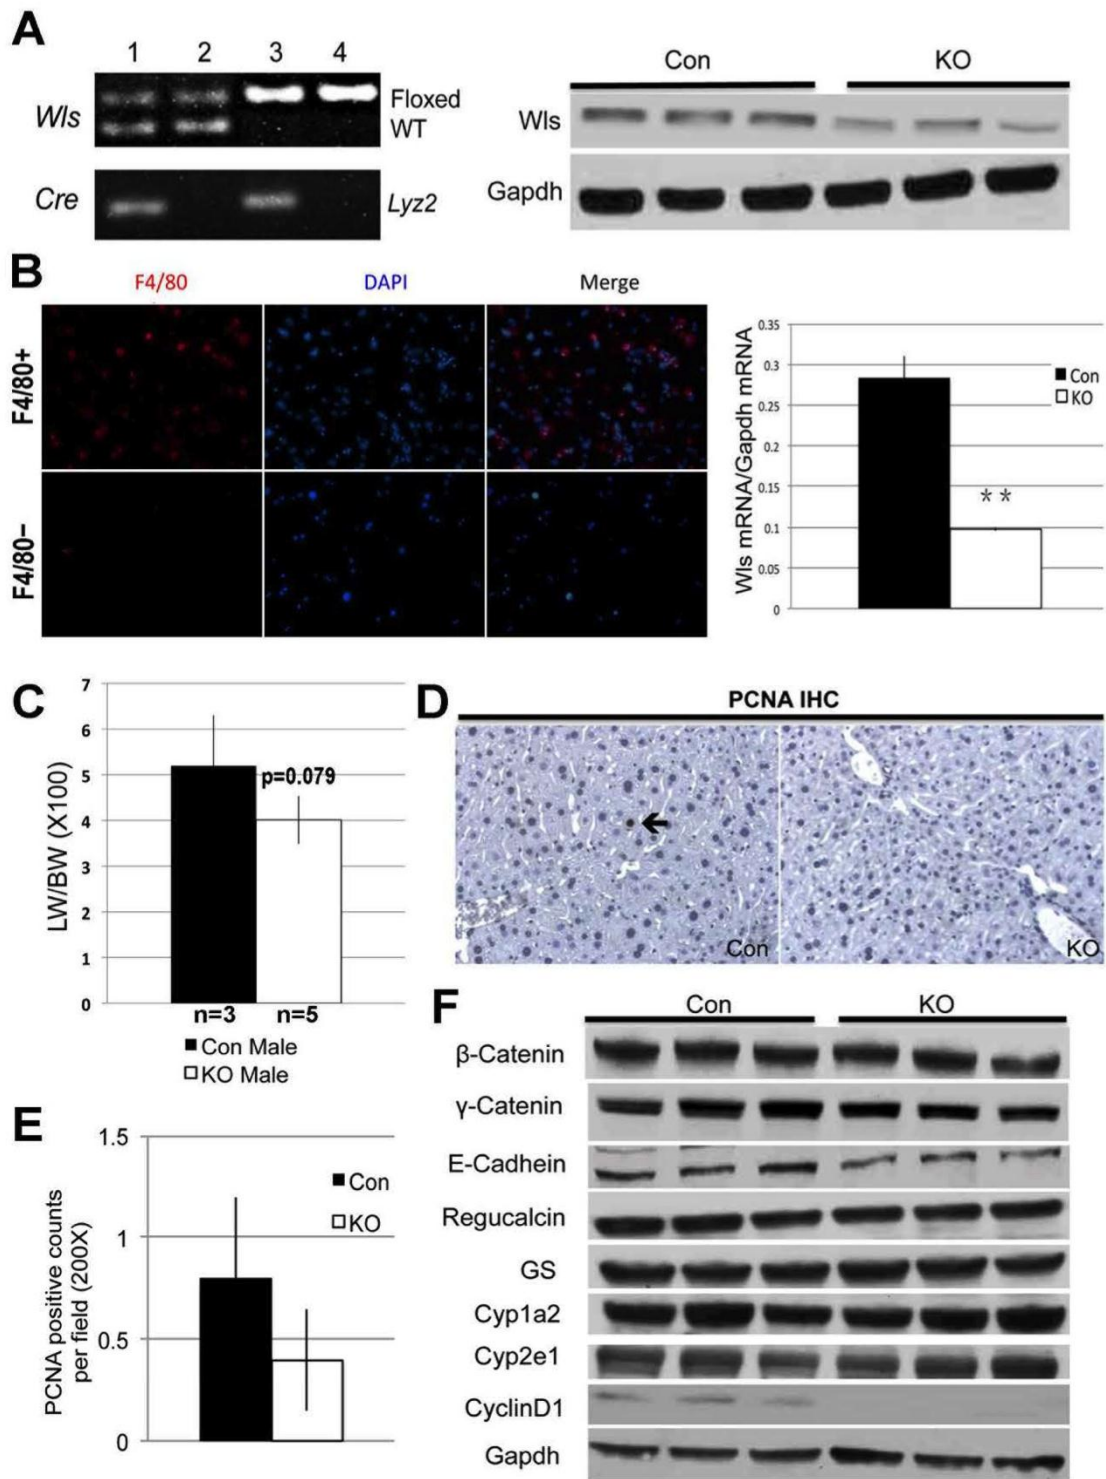 A
1 2 3 4
Wls
Floxed
WT
Cre
Lyz2
Con KO
Wls
Gapdh
B
F4/80 DAPI Merge
F4/80+
F4/80−
Wls mRNA/Gapdh mRNA
0.35
0.3
0.25
0.2
0.15
0.1
0.05
0
Con
KO
**
C
LW/BW (X100)
7
6
5
4
3
2
1
0
p=0.079
n=3 n=5
Con Male
KO Male
D
PCNA IHC
Con
KO
E
PCNA positive counts
per field (200X)
1.5
1
0.5
0
Con
KO
F
Con KO
β-Catenin
γ-Catenin
E-Cadhein
Regucalcin
GS
Cyp1a2
Cyp2e1
CyclinD1
Gapdh